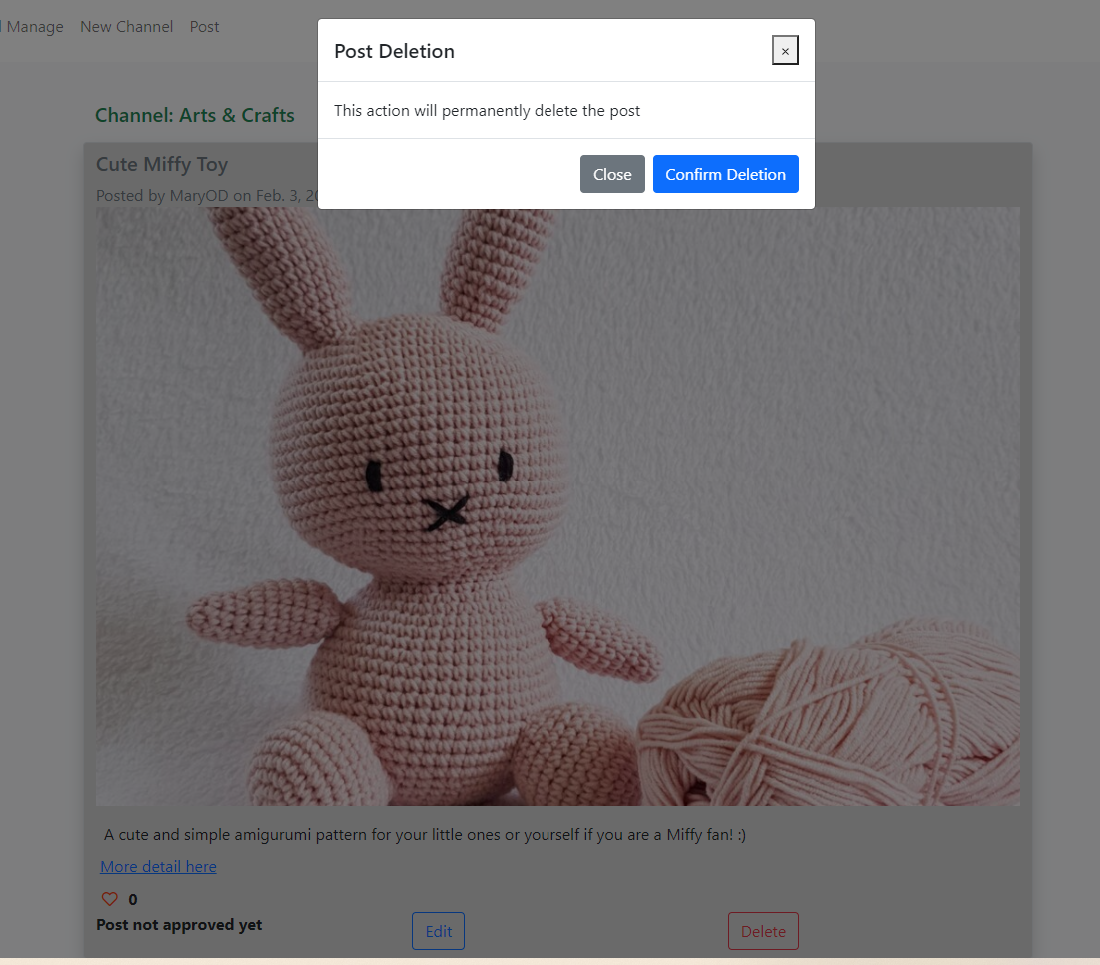 Manage New Channel Post
Post Deletion
×
This action will permanently delete the post
Close Confirm Deletion
Channel: Arts & Crafts
Cute Miffy Toy
Posted by MaryOD on Feb. 3,
A cute and simple amigurumi pattern for your little ones or yourself if you are a Miffy fan! :)
More detail here
0
Post not approved yet
Edit
Delete